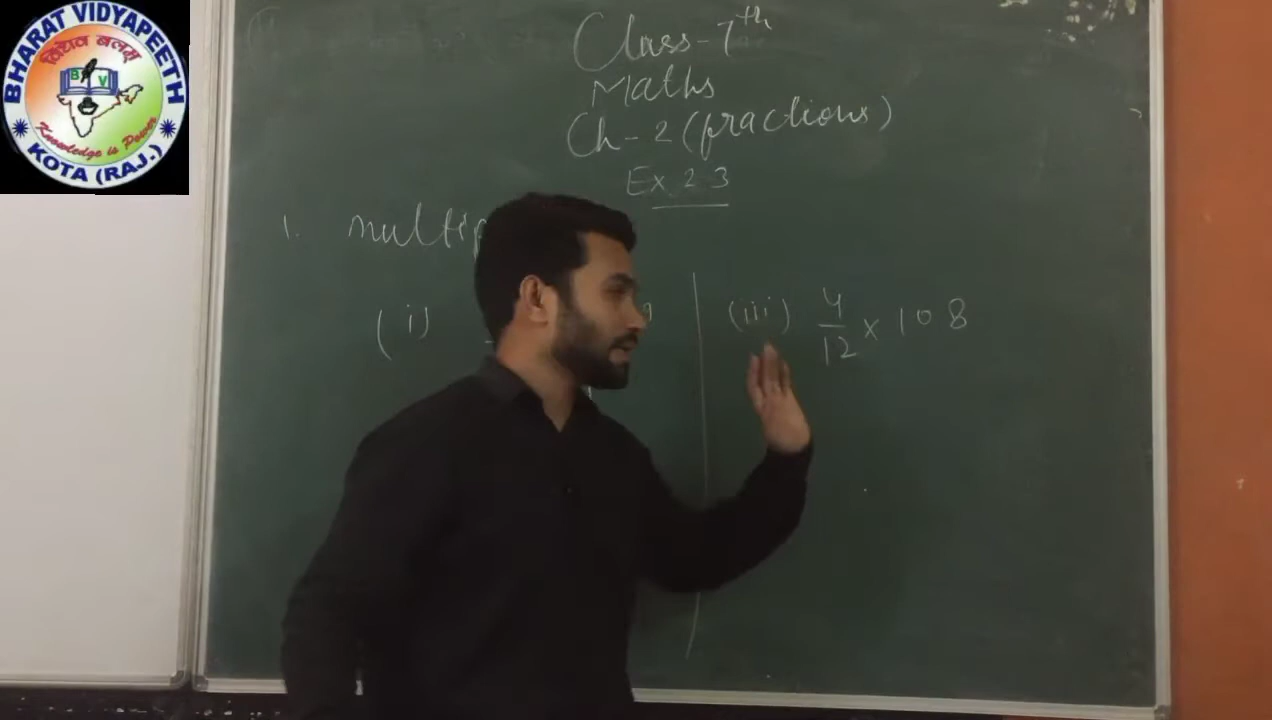 BHARAT VIDYAPEETH
विद्यैव बलम्
B V
Knowledge is Power
KOTA (RAJ.)
Class-7th
Maths
Ch-2 (fractions)
Ex 2.3
1.
(i)
(iii) 4/12 x 108